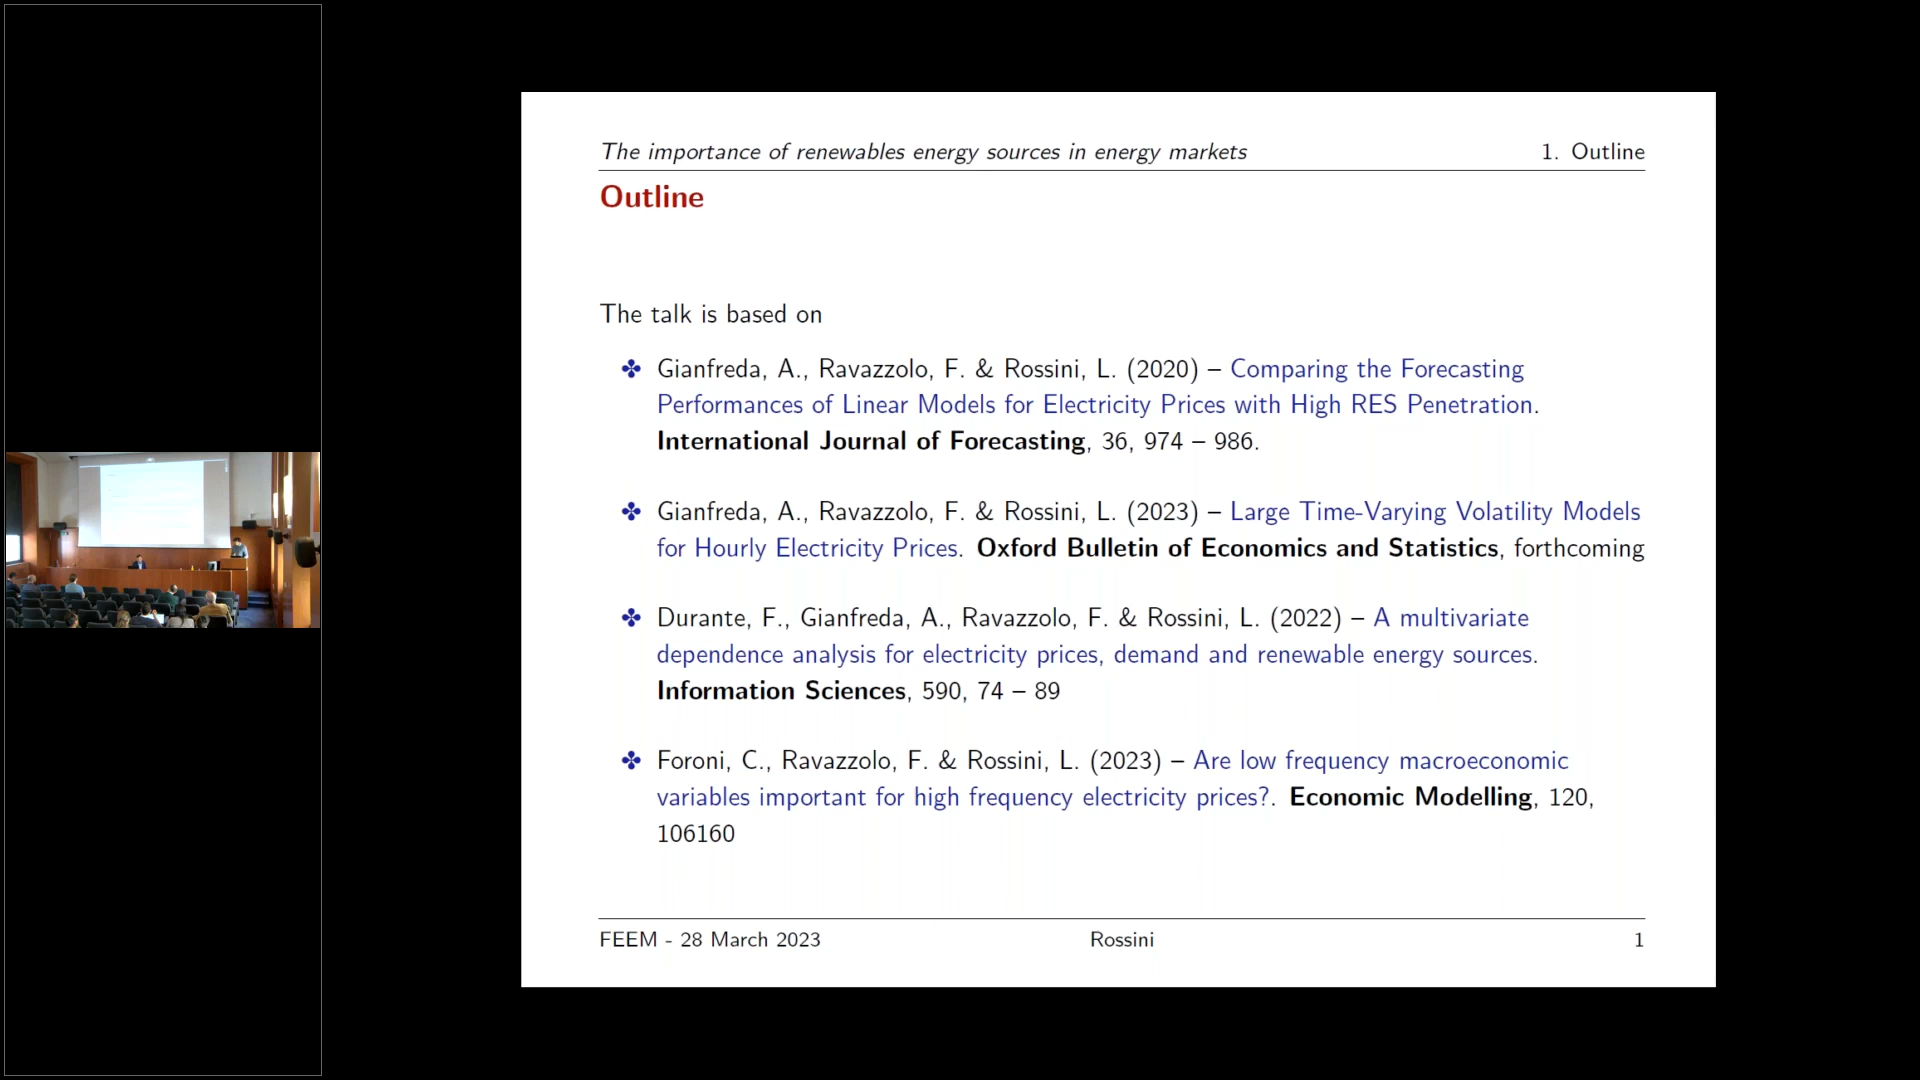 The importance of renewables energy sources in energy markets 1. Outline
Outline
The talk is based on
✤ Gianfreda, A., Ravazzolo, F. & Rossini, L. (2020) – Comparing the Forecasting
Performances of Linear Models for Electricity Prices with High RES Penetration.
International Journal of Forecasting, 36, 974 – 986.
✤ Gianfreda, A., Ravazzolo, F. & Rossini, L. (2023) – Large Time-Varying Volatility Models
for Hourly Electricity Prices. Oxford Bulletin of Economics and Statistics, forthcoming
✤ Durante, F., Gianfreda, A., Ravazzolo, F. & Rossini, L. (2022) – A multivariate
dependence analysis for electricity prices, demand and renewable energy sources.
Information Sciences, 590, 74 – 89
✤ Foroni, C., Ravazzolo, F. & Rossini, L. (2023) – Are low frequency macroeconomic
variables important for high frequency electricity prices?. Economic Modelling, 120,
106160
FEEM - 28 March 2023 Rossini 1